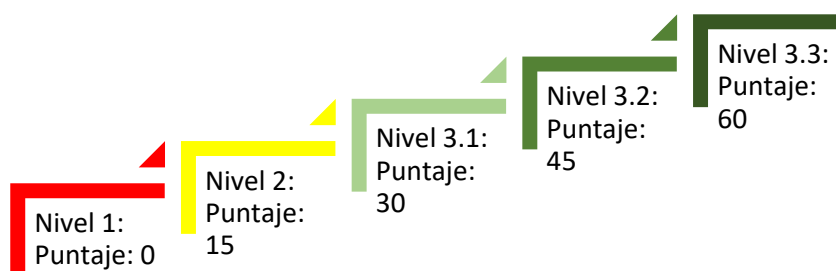 Nivel 1:
Puntaje: 0
Nivel 2:
Puntaje:
15
Nivel 3.1:
Puntaje:
30
Nivel 3.2:
Puntaje:
45
Nivel 3.3:
Puntaje:
60